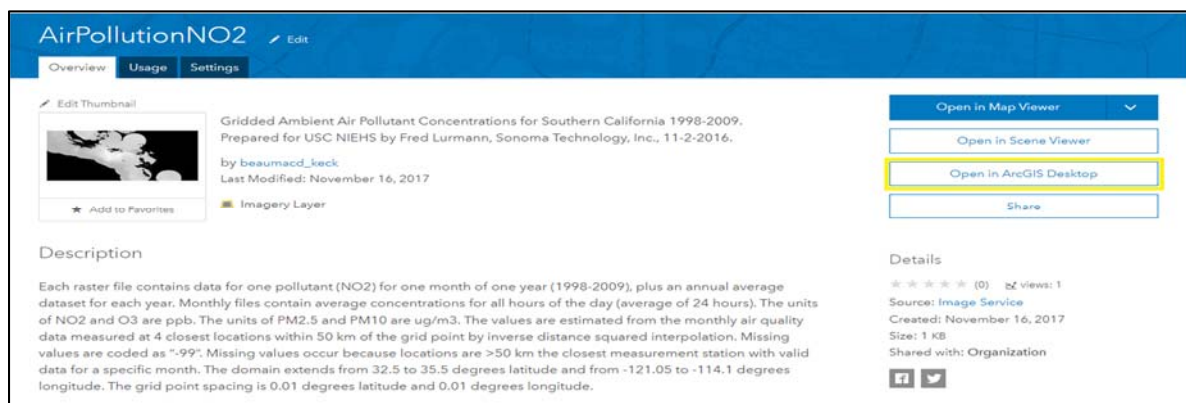 AirPollutionNO2 Edit
Overview Usage Settings
Edit Thumbnail
Gridded Ambient Air Pollutant Concentrations for Southern California 1998-2009.
Prepared for USC NIEHS by Fred Lurmann, Sonoma Technology, Inc., 11-2-2016.
by beaumacd_keck
Last Modified: November 16, 2017
Imagery Layer
★ Add to Favorites
Open in Map Viewer
Open in Scene Viewer
Open in ArcGIS Desktop
Share
Description
Each raster file contains data for one pollutant (NO2) for one month of one year (1998-2009), plus an annual average
dataset for each year. Monthly files contain average concentrations for all hours of the day (average of 24 hours). The units
of NO2 and O3 are ppb. The units of PM2.5 and PM10 are ug/m3. The values are estimated from the monthly air quality
data measured at 4 closest locations within 50 km of the grid point by inverse distance squared interpolation. Missing
values are coded as "-99". Missing values occur because locations are >50 km the closest measurement station with valid
data for a specific month. The domain extends from 32.5 to 35.5 degrees latitude and from -121.05 to -114.1 degrees
longitude. The grid point spacing is 0.01 degrees latitude and 0.01 degrees longitude.
Details
★ ★ ★ ★ ★ (0) views: 1
Source: Image Service
Created: November 16, 2017
Size: 1 KB
Shared with: Organization